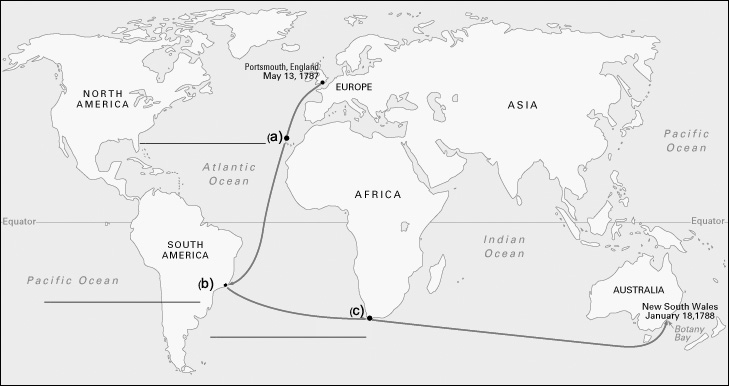 Portsmouth, England
May 13, 1787
NORTH
AMERICA
EUROPE
ASIA
(a)
Pacific
Ocean
Atlantic
Ocean
AFRICA
Equator
Equator
SOUTH
AMERICA
Indian
Ocean
Pacific Ocean
(b)
AUSTRALIA
(c)
New South Wales
January 18,1788
Botany
Bay